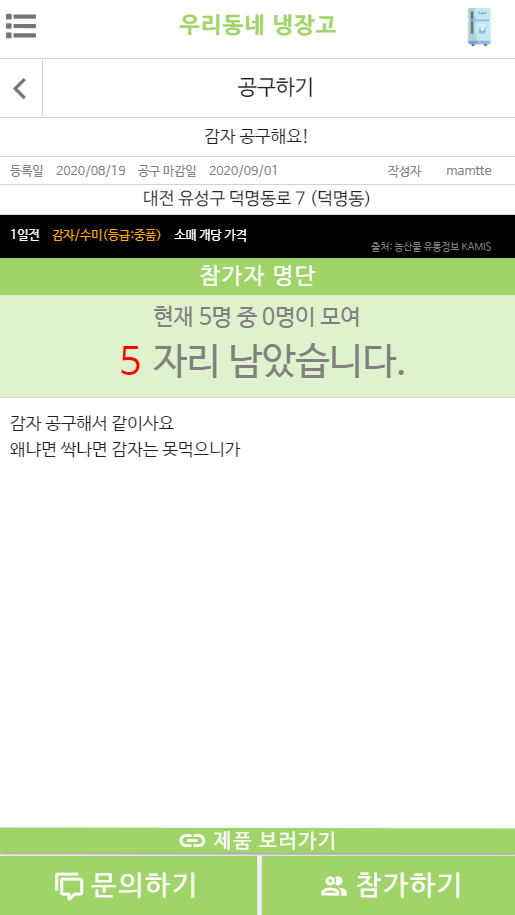 우리동네 냉장고
공구하기
감자 공구해요!
등록일 2020/08/19 공구 마감일 2020/09/01 작성자 mamtte
대전 유성구 덕명동로 7 (덕명동)
1일전 감자/수미(등급:중품) 소매 개당 가격
출처: 농산물 유통정보 KAMIS
참가자 명단
현재 5명 중 0명이 모여
5 자리 남았습니다.
감자 공구해서 같이사요
왜냐면 싹나면 감자는 못먹으니가
제품 보러가기
문의하기 참가하기